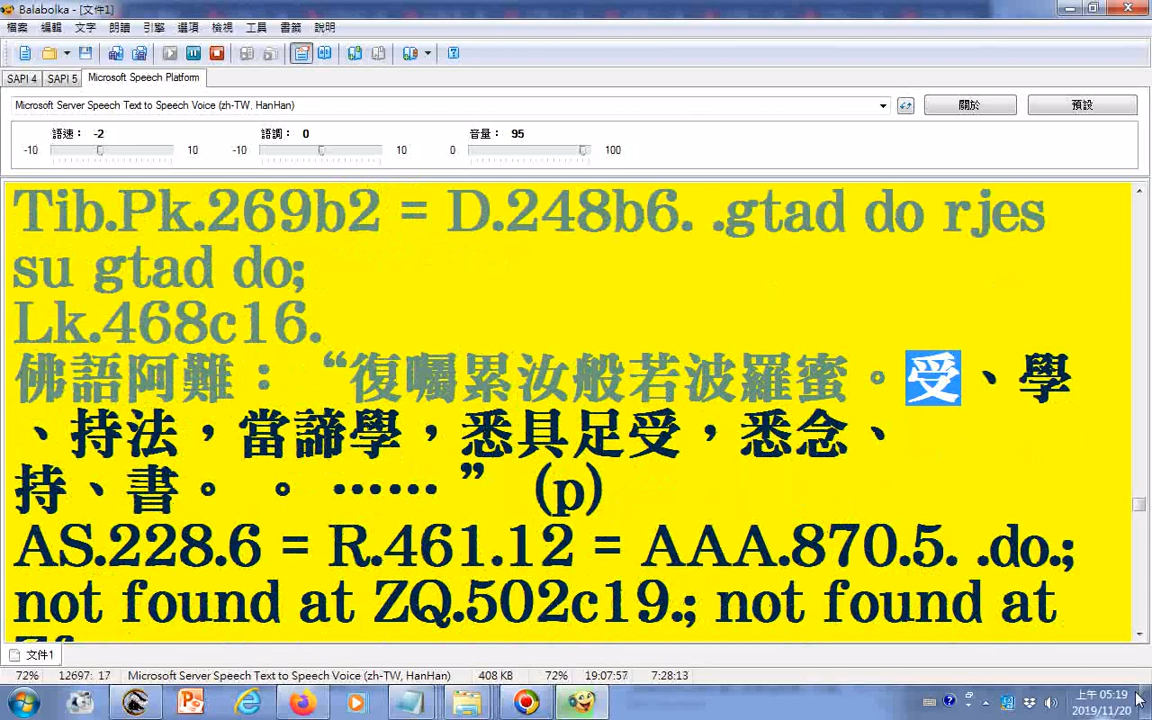 Balabolka - [文件1]
檔案 編輯 文字 朗讀 引擎 選項 檢視 工具 書籤 說明
SAPI 4 SAPI 5 Microsoft Speech Platform
Microsoft Server Speech Text to Speech Voice (zh-TW, HanHan) 關於 預設
語速： -2 語調： 0 音量： 95
-10 10 -10 10 0 100
Tib.Pk.269b2 = D.248b6. .gtad do rjes
su gtad do;
Lk.468c16.
佛語阿難：“復囑累汝般若波羅蜜。受、學
、持法，當諦學，悉具足受，悉念、
持、書。 。 ⋯⋯ ” (p)
AS.228.6 = R.461.12 = AAA.870.5. .do.;
not found at ZQ.502c19.; not found at
文件1
72% 12697: 17 Microsoft Server Speech Text to Speech Voice (zh-TW, HanHan) 408 KB 72% 19:07:57 7:28:13
上午 05:19
2019/11/20